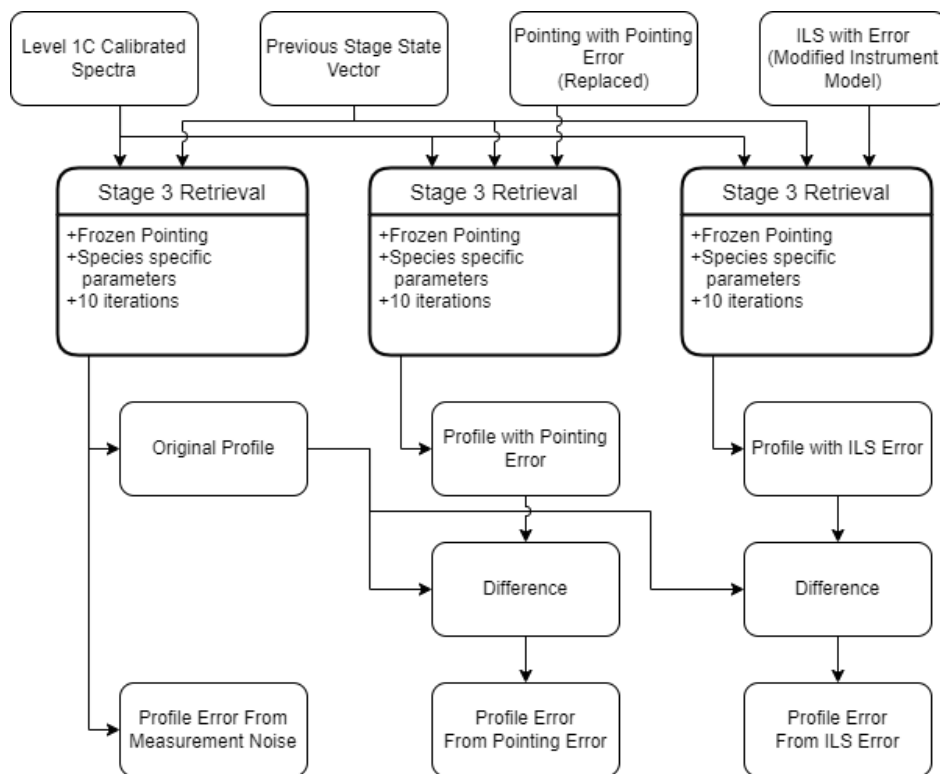 Level 1C Calibrated
Spectra
Previous Stage State
Vector
Pointing with Pointing
Error
(Replaced)
ILS with Error
(Modified Instrument
Model)
Stage 3 Retrieval
+Frozen Pointing
+Species specific
parameters
+10 iterations
Stage 3 Retrieval
+Frozen Pointing
+Species specific
parameters
+10 iterations
Stage 3 Retrieval
+Frozen Pointing
+Species specific
parameters
+10 iterations
Original Profile
Profile with Pointing
Error
Profile with ILS Error
Difference
Difference
Profile Error From
Measurement Noise
Profile Error
From Pointing Error
Profile Error
From ILS Error